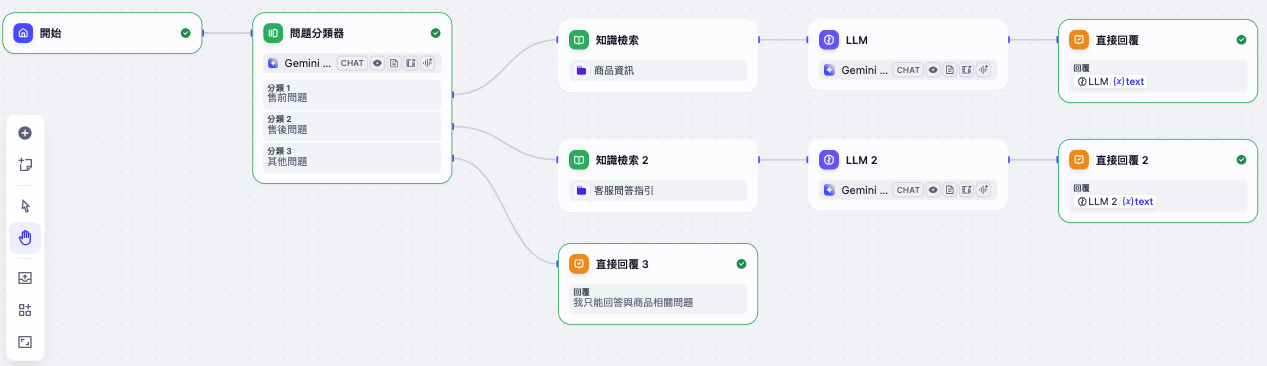 開始
問題分類器
Gemini ...
CHAT
分類 1
售前問題
分類 2
售後問題
分類 3
其他問題
知識檢索
商品資訊
LLM
Gemini ...
CHAT
直接回覆
回覆
LLM {x}text
知識檢索 2
客服問答指引
LLM 2
Gemini ...
CHAT
直接回覆 2
回覆
LLM 2 {x}text
直接回覆 3
回覆
我只能回答與商品相關問題